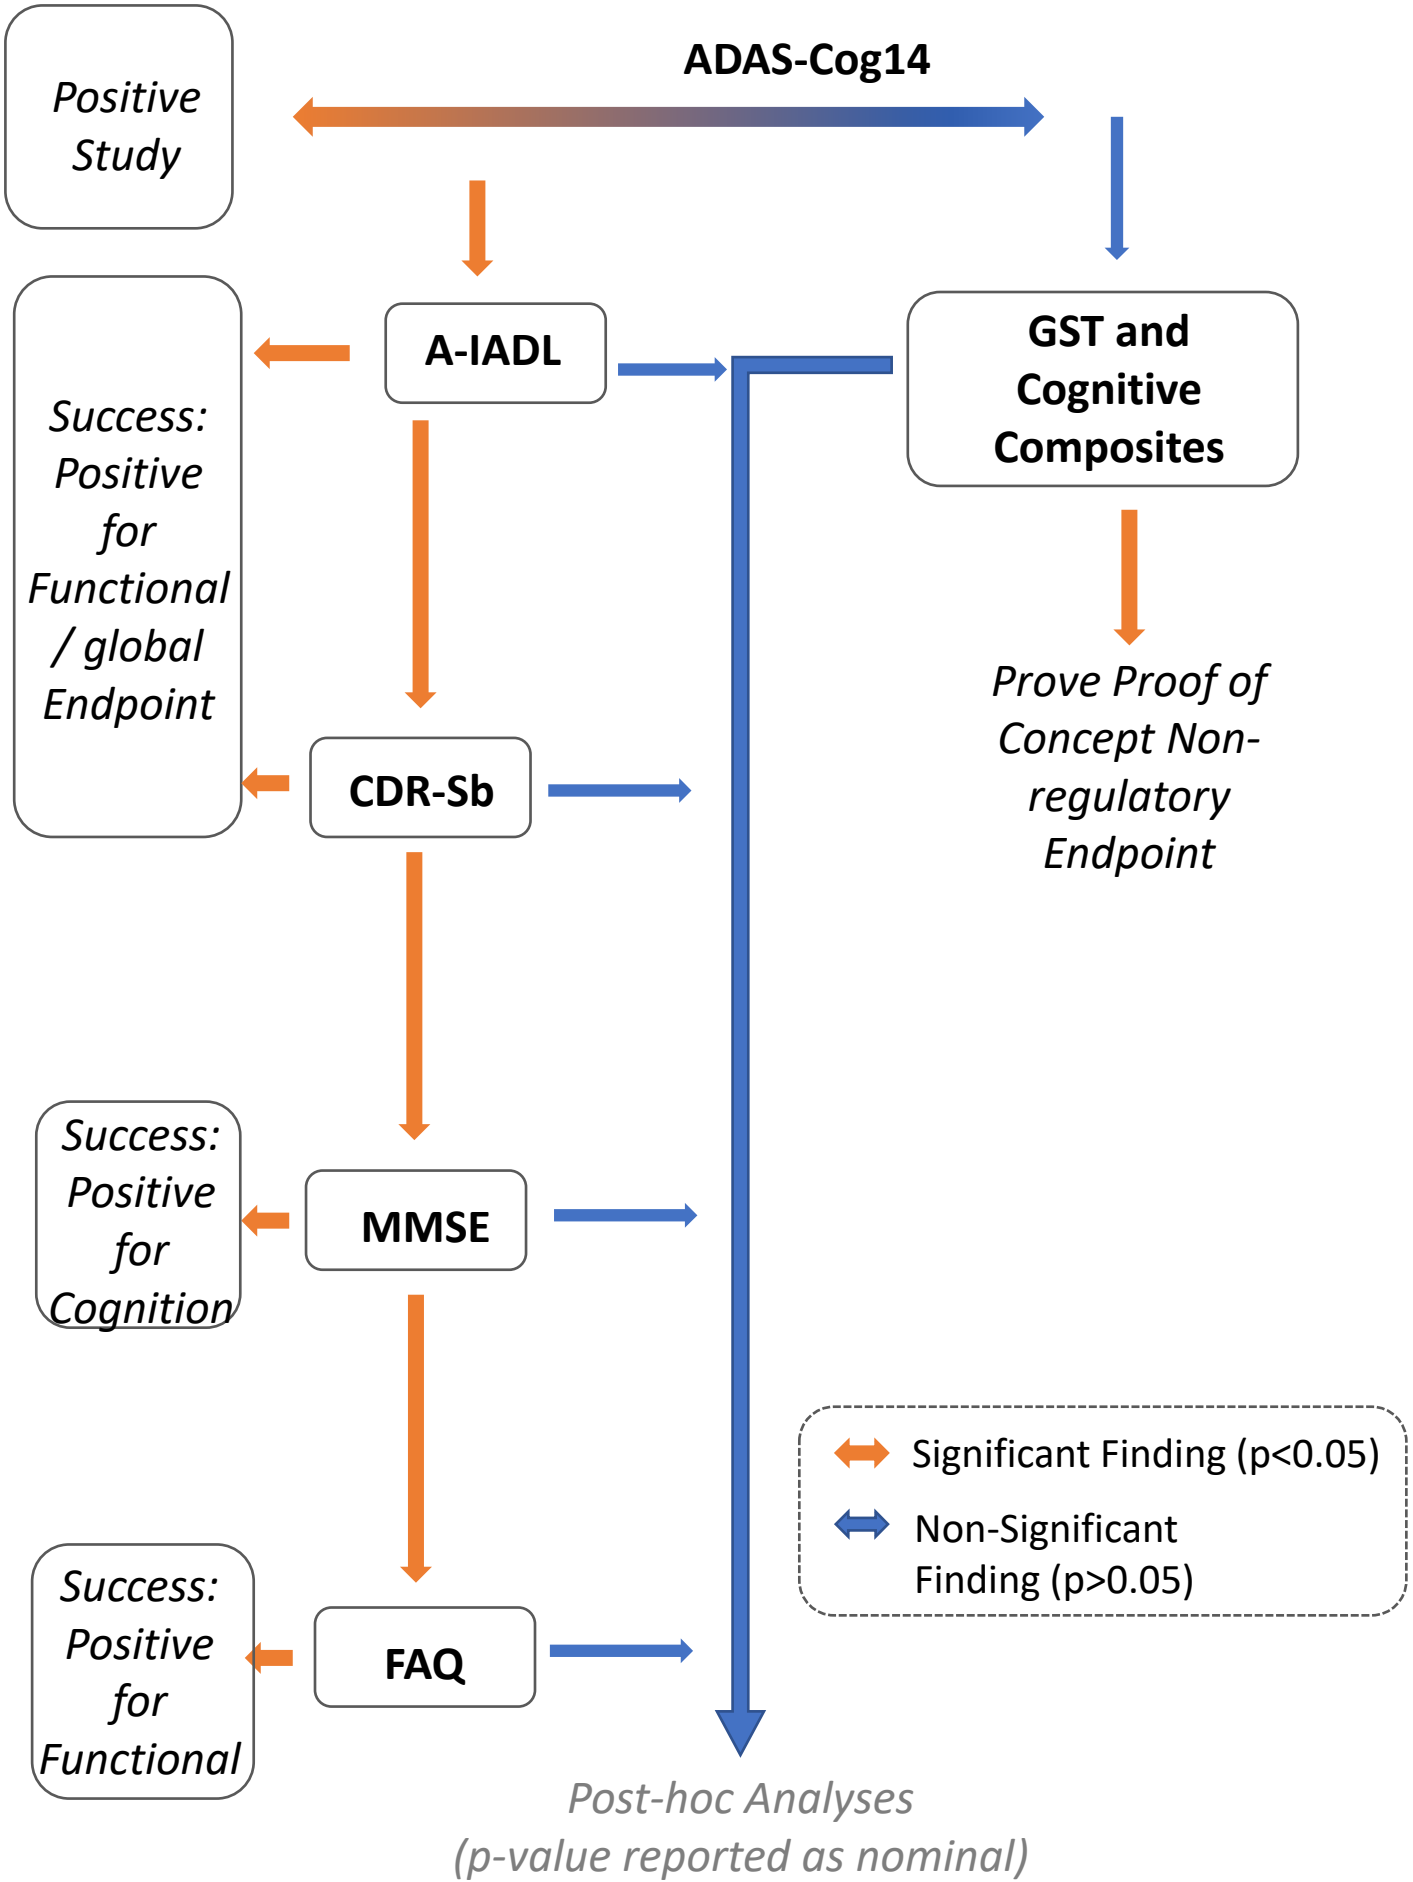 ADAS-Cog14
Positive
Study
A-IADL
GST and
Cognitive
Composites
Success:
Positive
for
Functional
/ global
Endpoint
Prove Proof of
Concept Non-
regulatory
Endpoint
CDR-Sb
Success:
Positive
for
Cognition
MMSE
Significant Finding (p<0.05)
Non-Significant
Finding (p>0.05)
Success:
Positive
for
Functional
FAQ
Post-hoc Analyses
(p-value reported as nominal)